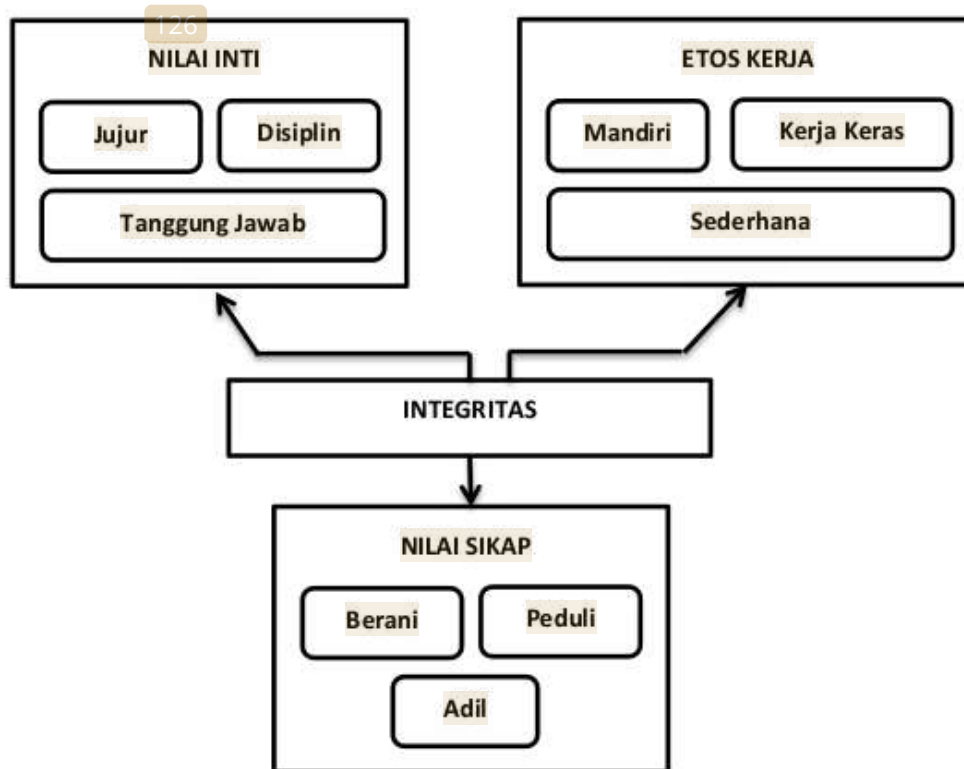 126
NILAI INTI
Jujur
Disiplin
Tanggung Jawab
ETOS KERJA
Mandiri
Kerja Keras
Sederhana
INTEGRITAS
NILAI SIKAP
Berani
Peduli
Adil